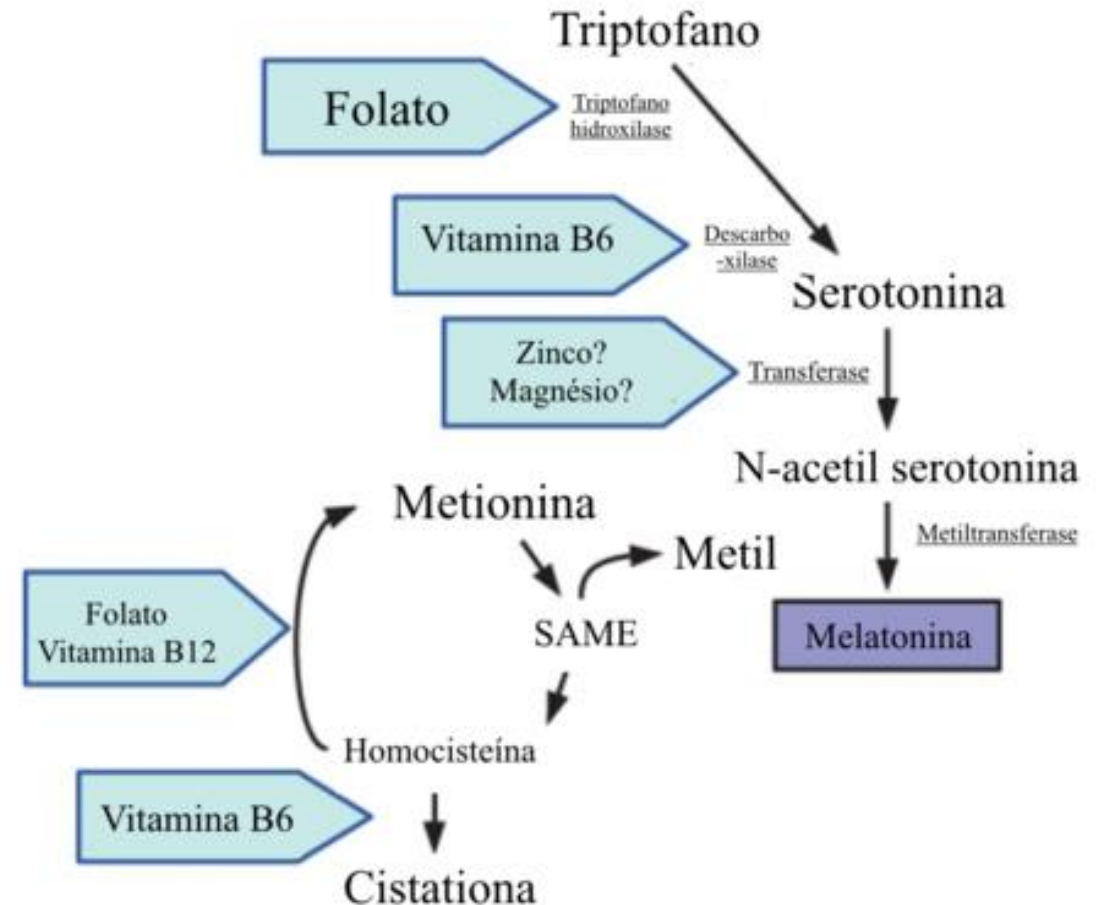 Triptofano
Folato
Triptofano
hidroxilase
Vitamina B6
Descarbo
-xilase
Serotonina
Zinco?
Magnésio?
Transferase
N-acetil serotonina
Metionina
Metiltransferase
Metil
Folato
Vitamina B12
SAME
Melatonina
Homocisteína
Vitamina B6
Cistationa